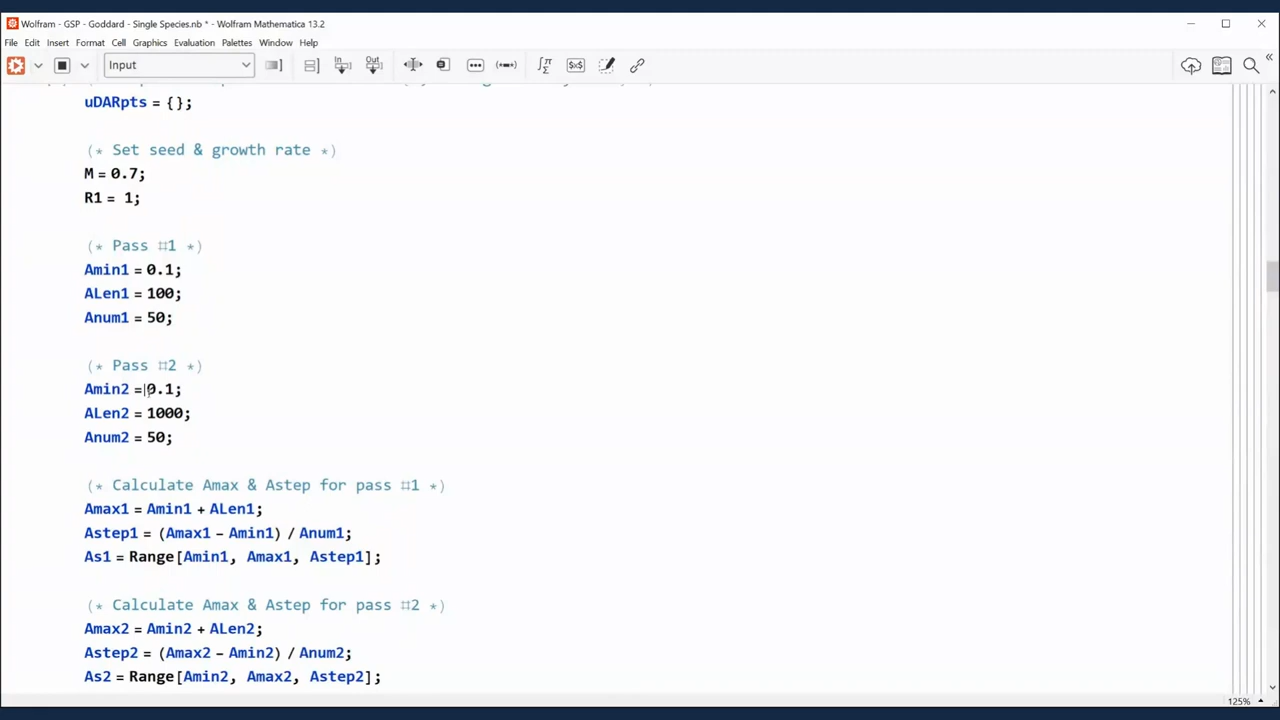 Wolfram - GSP - Goddard - Single Species.nb * - Wolfram Mathematica 13.2
File Edit Insert Format Cell Graphics Evaluation Palettes Window Help
Input
uDARpts = {};
(* Set seed & growth rate *)
M = 0.7;
R1 = 1;
(* Pass #1 *)
Amin1 = 0.1;
ALen1 = 100;
Anum1 = 50;
(* Pass #2 *)
Amin2 = 0.1;
ALen2 = 1000;
Anum2 = 50;
(* Calculate Amax & Astep for pass #1 *)
Amax1 = Amin1 + ALen1;
Astep1 = (Amax1 - Amin1) / Anum1;
As1 = Range[Amin1, Amax1, Astep1];
(* Calculate Amax & Astep for pass #2 *)
Amax2 = Amin2 + ALen2;
Astep2 = (Amax2 - Amin2) / Anum2;
As2 = Range[Amin2, Amax2, Astep2];
125%